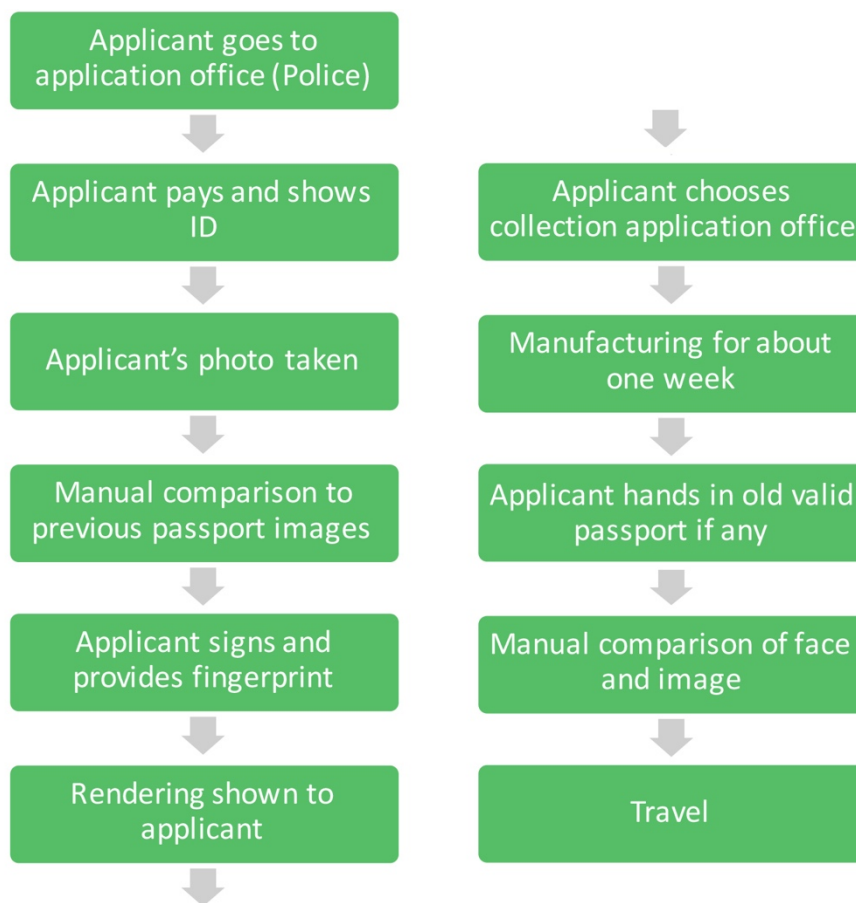 Applicant goes to
application office (Police)
Applicant pays and shows
ID
Applicant’s photo taken
Manual comparison to
previous passport images
Applicant signs and
provides fingerprint
Rendering shown to
applicant
Applicant chooses
collection application office
Manufacturing for about
one week
Applicant hands in old valid
passport if any
Manual comparison of face
and image
Travel